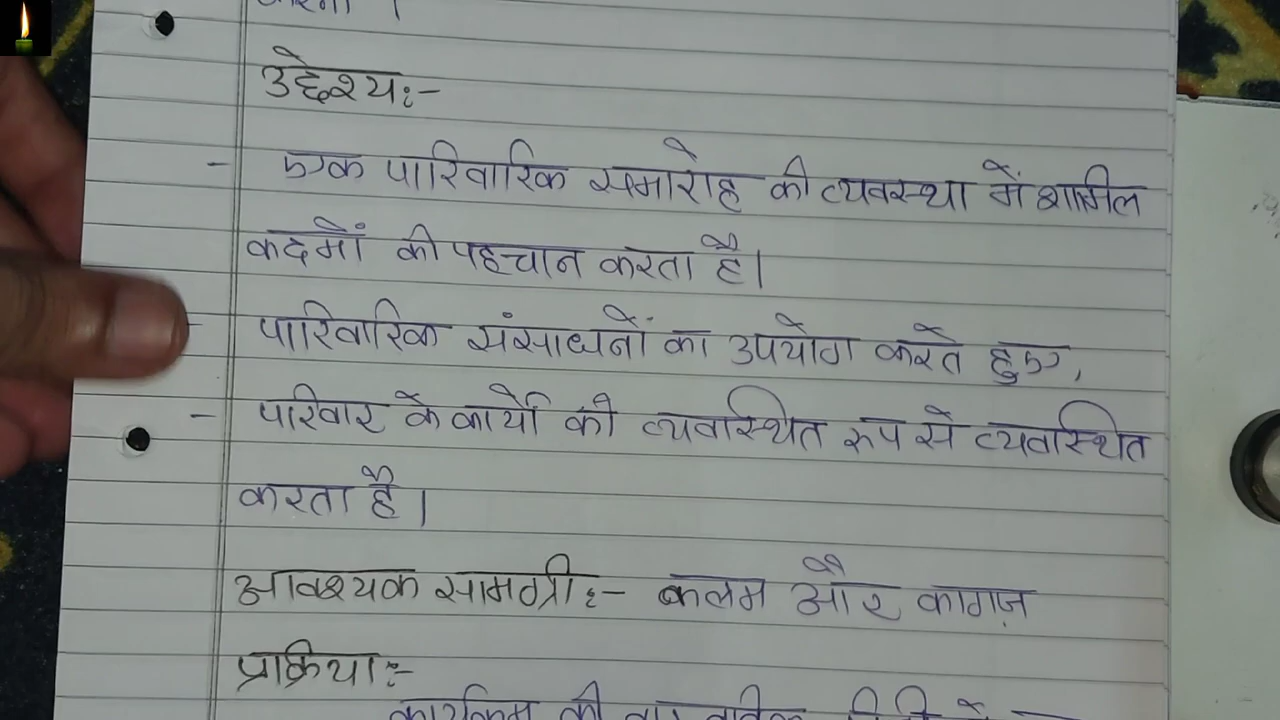 उद्देश्य:-
- एक पारिवारिक समारोह की व्यवस्था में शामिल
कदमों की पहचान करता है।
- पारिवारिक संसाधनों का उपयोग करते हुए,
- परिवार के कार्यों को व्यवस्थित रूप से व्यवस्थित
करता है।
आवश्यक सामग्री:- कलम और कागज़
प्रक्रिया:-